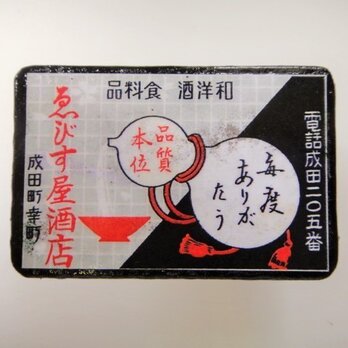 和洋酒 食料品
電話成田二〇五番
毎度
ありが
たう
品質
本位
ゑびす屋酒店
成田町幸町